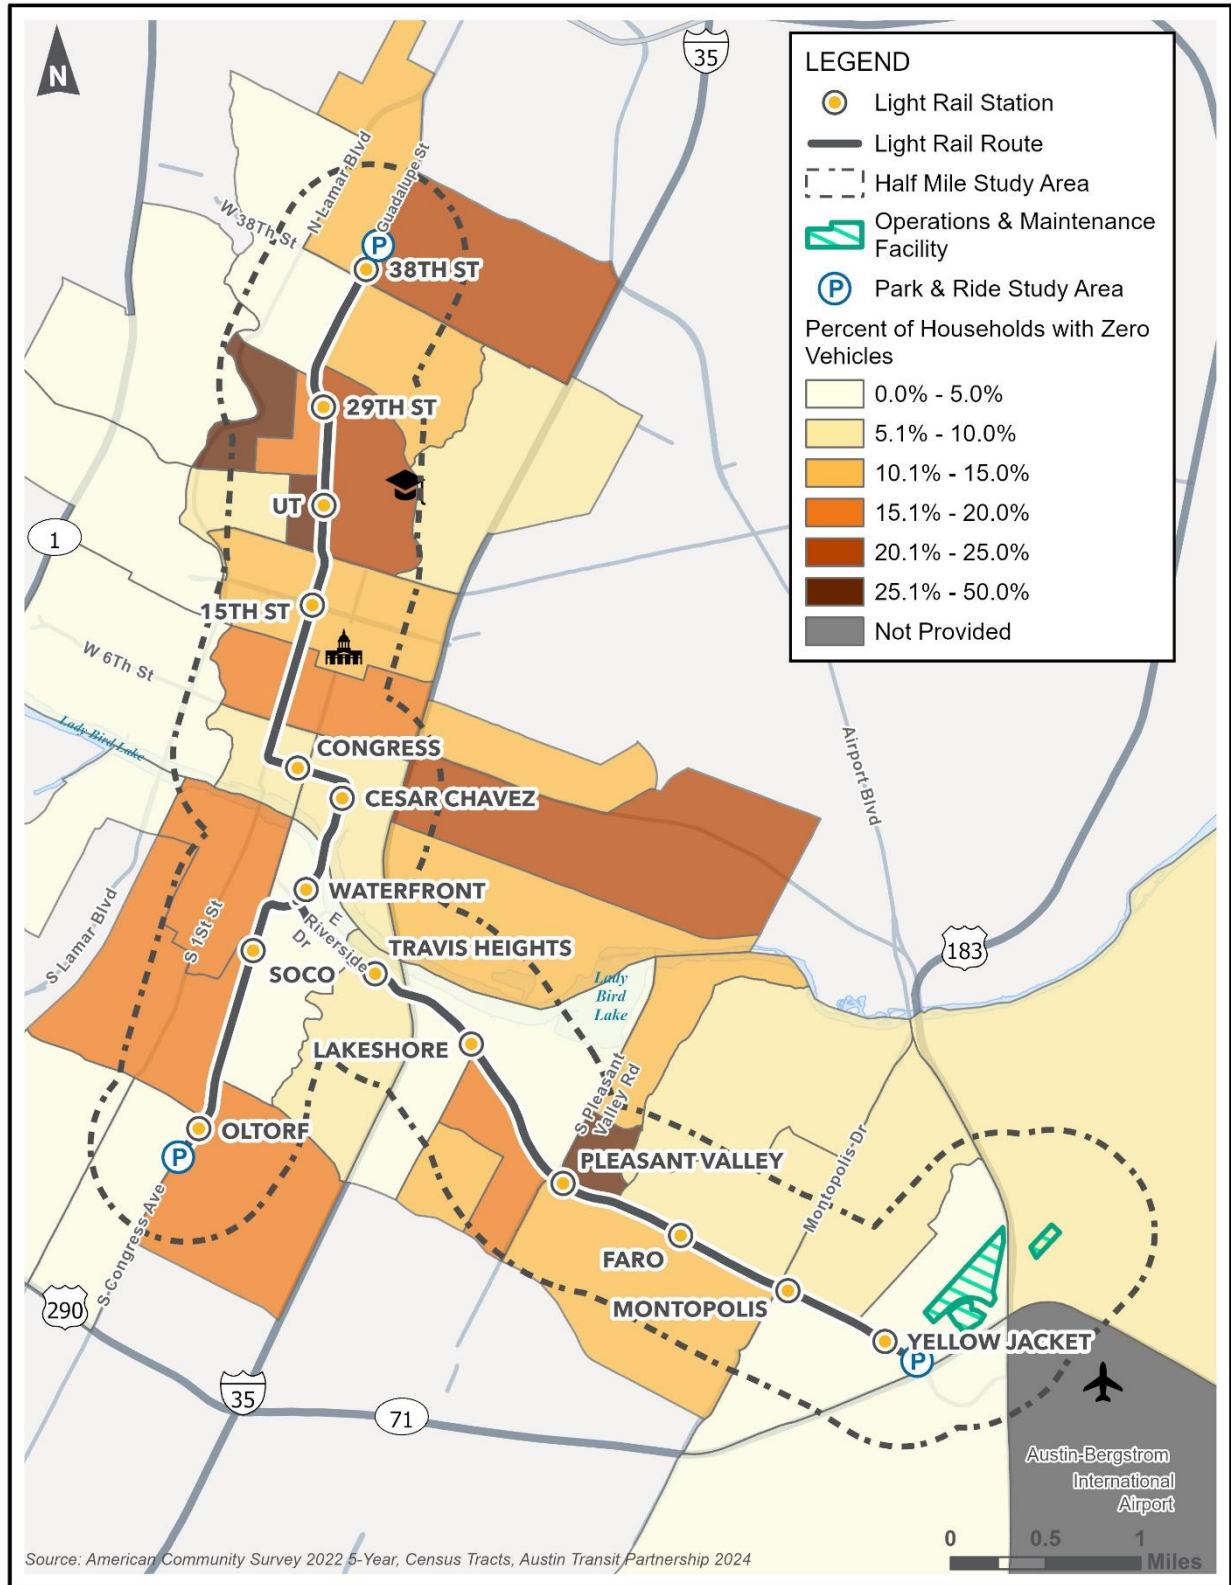 N
35
LEGEND
Light Rail Station
Light Rail Route
Half Mile Study Area
Operations & Maintenance
Facility
P
Park & Ride Study Area
Percent of Households with Zero
Vehicles
0.0% - 5.0%
5.1% - 10.0%
10.1% - 15.0%
15.1% - 20.0%
20.1% - 25.0%
25.1% - 50.0%
Not Provided
N Lamar Blvd
Guadalupe St
W 38Th St
P
38TH ST
29TH ST
UT
1
15TH ST
W 6Th St
Lady Bird Lake
CONGRESS
CESAR CHAVEZ
Airport Blvd
WATERFRONT
E
Riverside
Dr
S Lamar Blvd
S 1St St
SOCO
TRAVIS HEIGHTS
183
Lady
Bird
Lake
LAKESHORE
S Pleasant
Valley Rd
OLTORF
P
PLEASANT VALLEY
Montopolis Dr
S Congress Ave
FARO
MONTOPOLIS
290
YELLOW JACKET
P
35
71
Austin-Bergstrom
International
Airport
0 0.5 1
Miles
Source: American Community Survey 2022 5-Year, Census Tracts, Austin Transit Partnership 2024